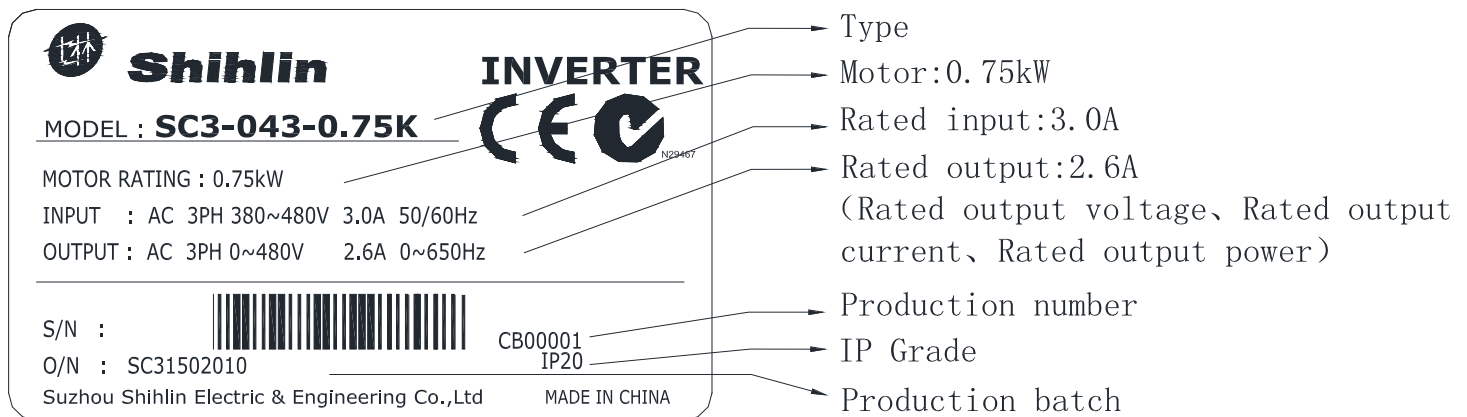 Shihlin
INVERTER
MODEL : SC3-043-0.75K
N29467
MOTOR RATING : 0.75kW
INPUT : AC 3PH 380~480V 3.0A 50/60Hz
OUTPUT : AC 3PH 0~480V 2.6A 0~650Hz
S/N :
CB00001
O/N : SC31502010
IP20
Suzhou Shihlin Electric & Engineering Co.,Ltd MADE IN CHINA
Type
Motor:0.75kW
Rated input:3.0A
Rated output:2.6A
(Rated output voltage、Rated output
current、Rated output power)
Production number
IP Grade
Production batch